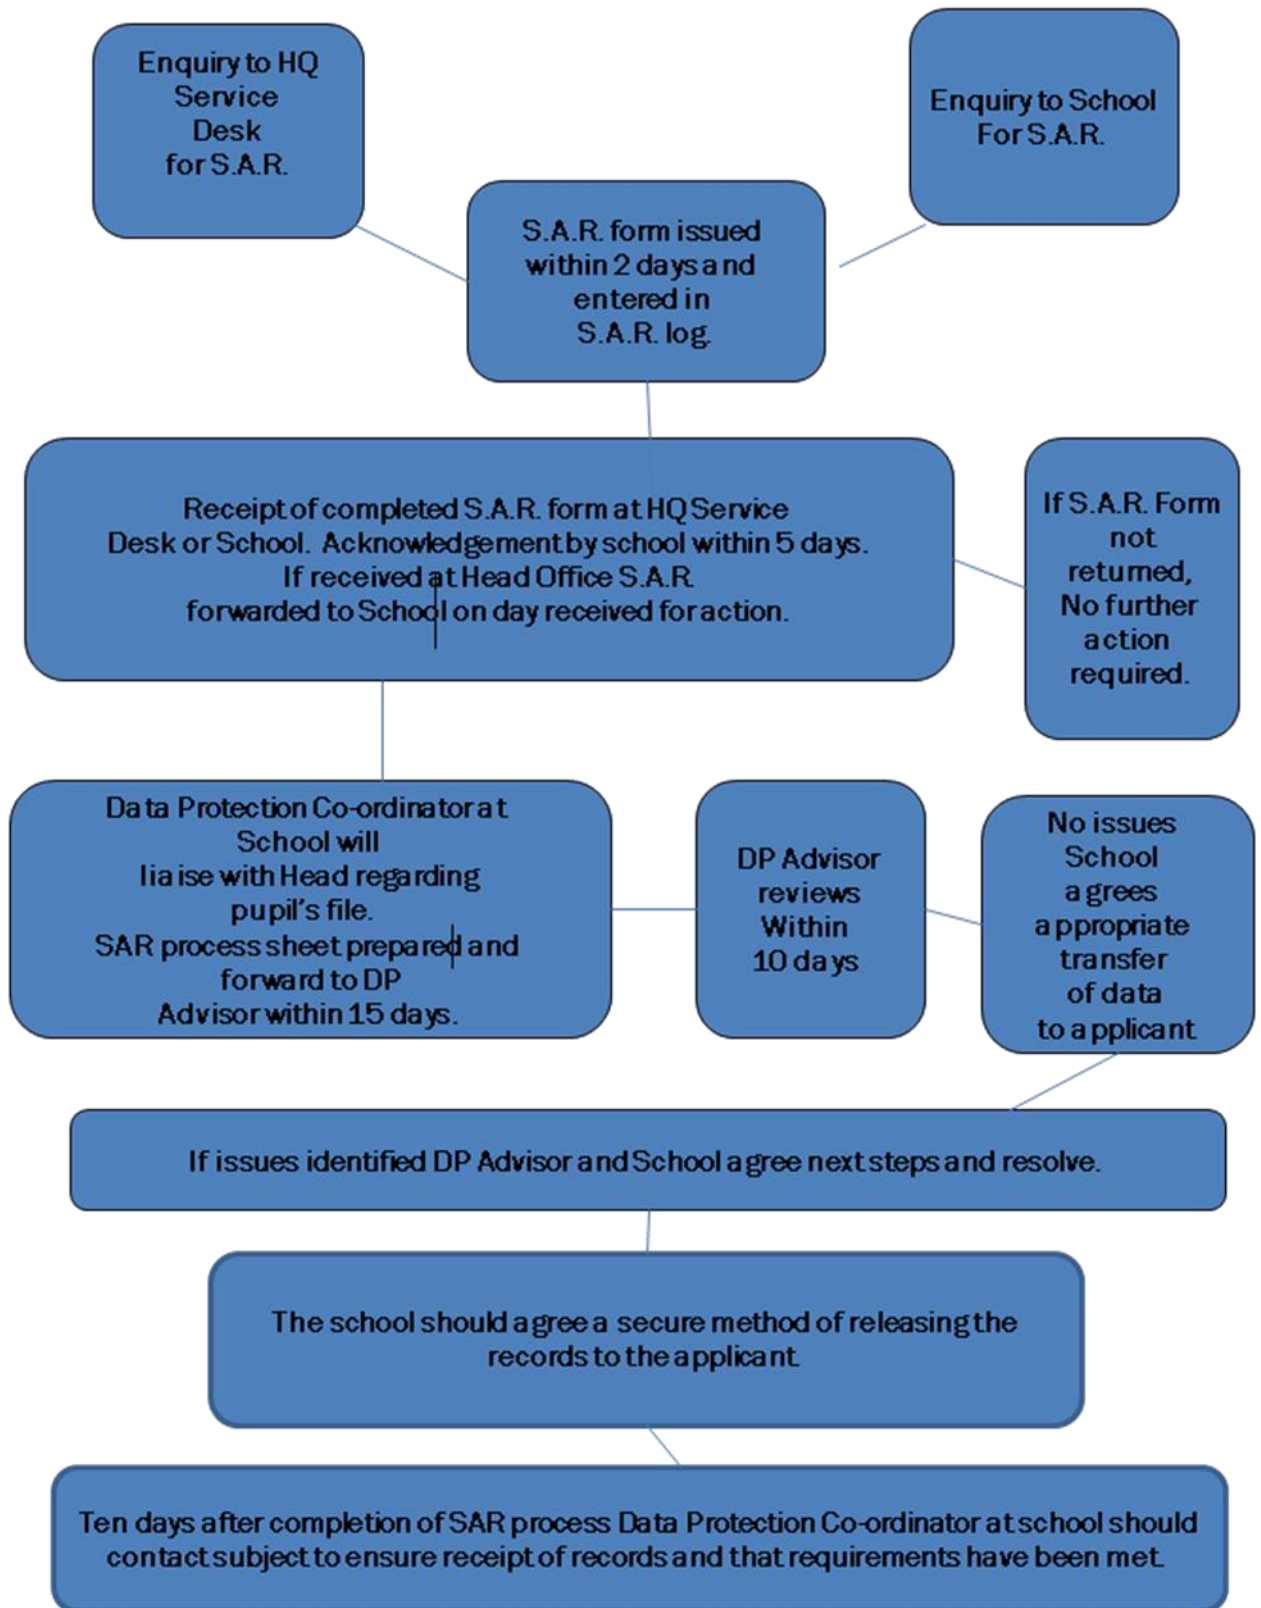 Enquiry to HQ
Service
Desk
for S.A.R.
Enquiry to School
For S.A.R.
S.A.R. form issued
within 2 days and
entered in
S.A.R. log.
Receipt of completed S.A.R. form at HQ Service
Desk or School. Acknowledgement by school within 5 days.
If received at Head Office S.A.R.
forwarded to School on day received for action.
If S.A.R. Form
not
returned,
No further
action
required.
Data Protection Co-ordinator at
School will
liaise with Head regarding
pupil's file.
SAR process sheet prepared and
forward to DP
Advisor within 15 days.
DP Advisor
reviews
Within
10 days
No issues
School
agrees
appropriate
transfer
of data
to applicant
If issues identified DP Advisor and School agree next steps and resolve.
The school should agree a secure method of releasing the
records to the applicant
Ten days after completion of SAR process Data Protection Co-ordinator at school should
contact subject to ensure receipt of records and that requirements have been met.